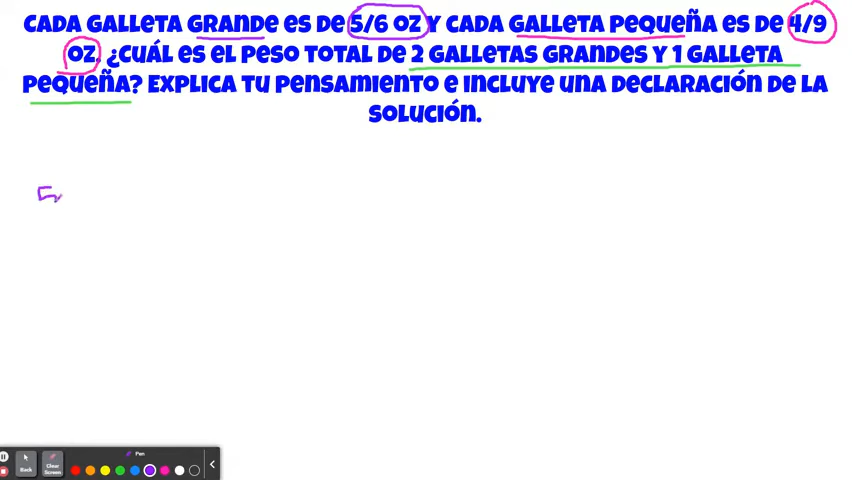 CADA GALLETA GRANDE ES DE 5/6 OZ Y CADA GALLETA PEQUEÑA ES DE 4/9
OZ. ¿CUÁL ES EL PESO TOTAL DE 2 GALLETAS GRANDES Y 1 GALLETA
PEQUEÑA? EXPLICA TU PENSAMIENTO E INCLUYE UNA DECLARACIÓN DE LA
SOLUCIÓN.
Pen
Back
Clear
Screen